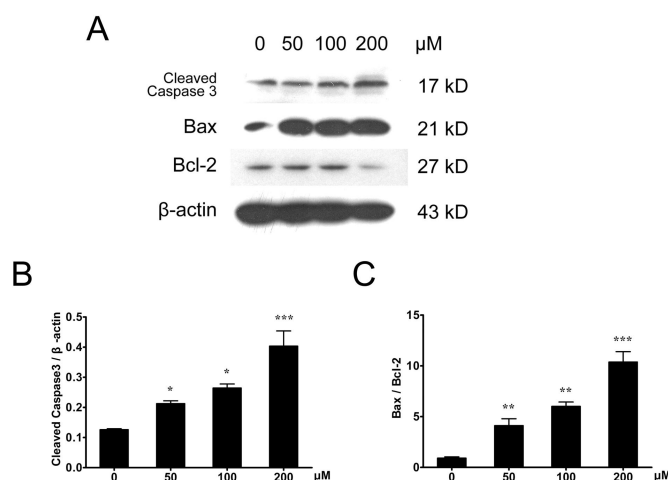 A
0 50 100 200 µM
Cleaved
Caspase 3
17 kD
Bax
21 kD
Bcl-2
27 kD
β-actin
43 kD
B
Cleaved Caspase3 / β -actin
0.5
0.4
0.3
0.2
0.1
0.0
*
*
***
0 50 100 200 µM
C
Bax / Bcl-2
15
10
5
0
**
**
***
0 50 100 200 µM